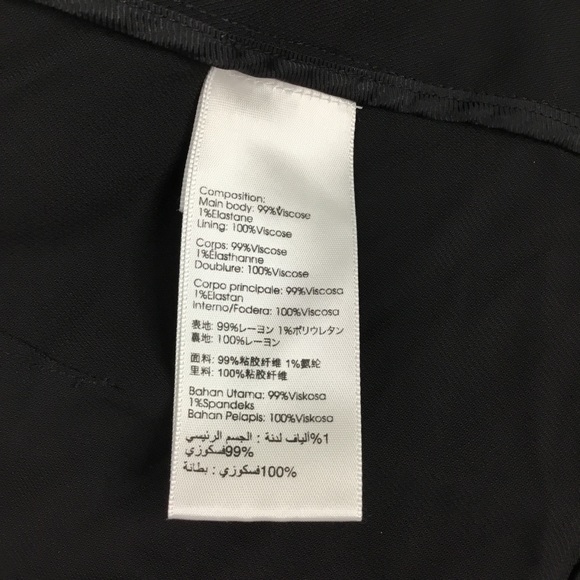 Composition:
Main body: 99%Viscose
1%Elastane
Lining: 100%Viscose
Corps: 99%Viscose
1%Élasthanne
Doublure: 100%Viscose
Corpo principale: 99%Viscosa
1%Elastan
Interno/Fodera: 100%Viscosa
表地: 99%レーヨン 1%ポリウレタン
裏地: 100%レーヨン
面料: 99%粘胶纤维 1%氨纶
里料: 100%粘胶纤维
Bahan Utama: 99%Viskosa
1%Spandeks
Bahan Pelapis: 100%Viskosa
1%ألياف لدنة : الجسم الرئيسي
99%فسكوزي
100%فسكوزي : بطانة